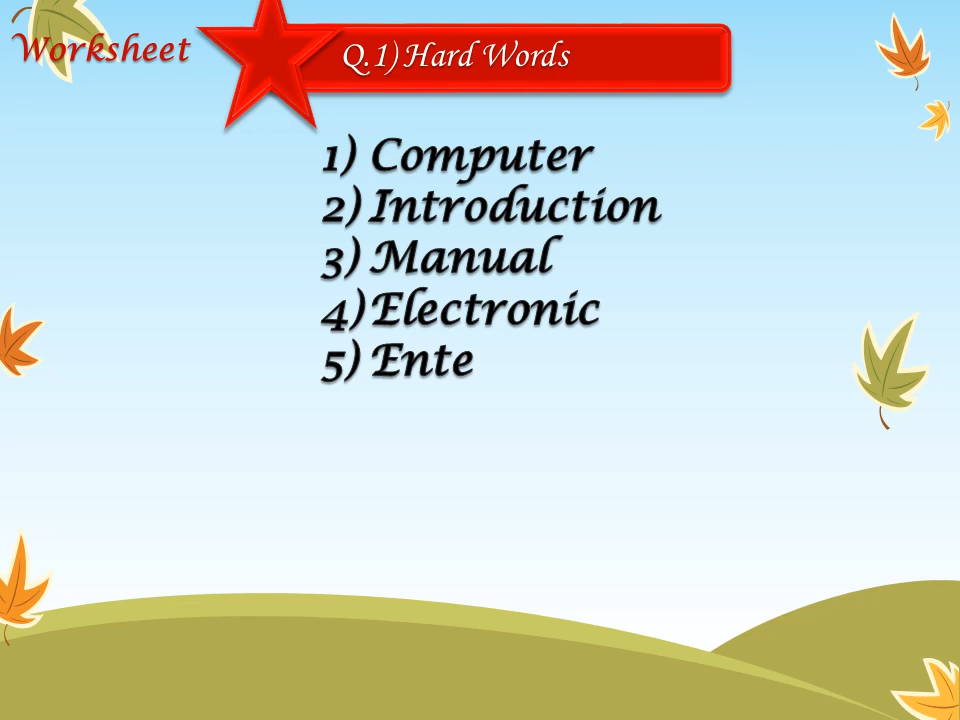 Worksheet
Q.1) Hard Words
1) Computer
2) Introduction
3) Manual
4) Electronic
5) Ente